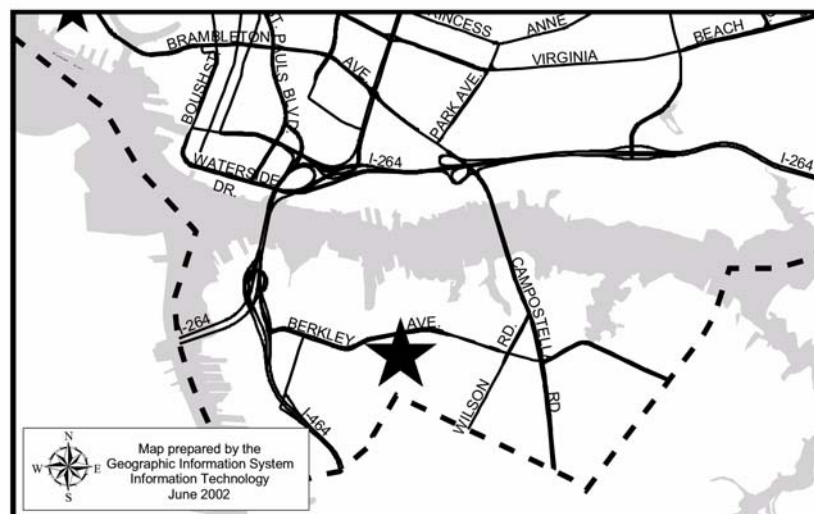 PRINCESS
ANNE
BRAMBLETON
AVE.
ST. PAULS BLVD.
BOUSH ST.
VIRGINIA
BEACH
PARK AVE.
WATERSIDE
DR.
I-264
I-264
CAMPOSTELLA
RD.
I-264
BERKLEY
AVE.
WILSON
RD.
I-464
N
W E
S
Map prepared by the
Geographic Information System
Information Technology
June 2002